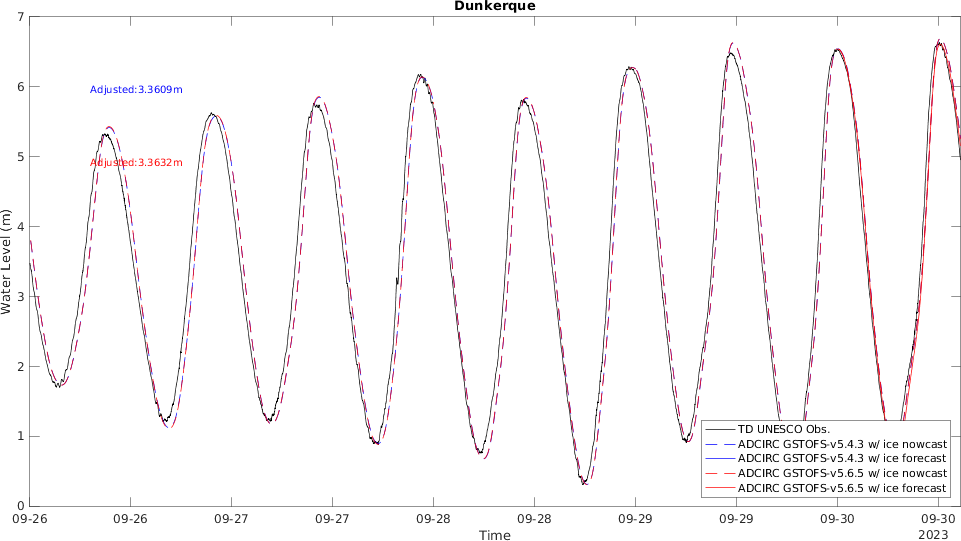 Dunkerque
7
6
5
4
3
2
1
0
Water Level (m)
Adjusted:3.3609m
Adjusted:3.3632m
TD UNESCO Obs.
ADCIRC GSTOFS-v5.4.3 w/ ice nowcast
ADCIRC GSTOFS-v5.4.3 w/ ice forecast
ADCIRC GSTOFS-v5.6.5 w/ ice nowcast
ADCIRC GSTOFS-v5.6.5 w/ ice forecast
09-26 09-26 09-27 09-27 09-28 09-28 09-29 09-29 09-30 09-30
Time
2023